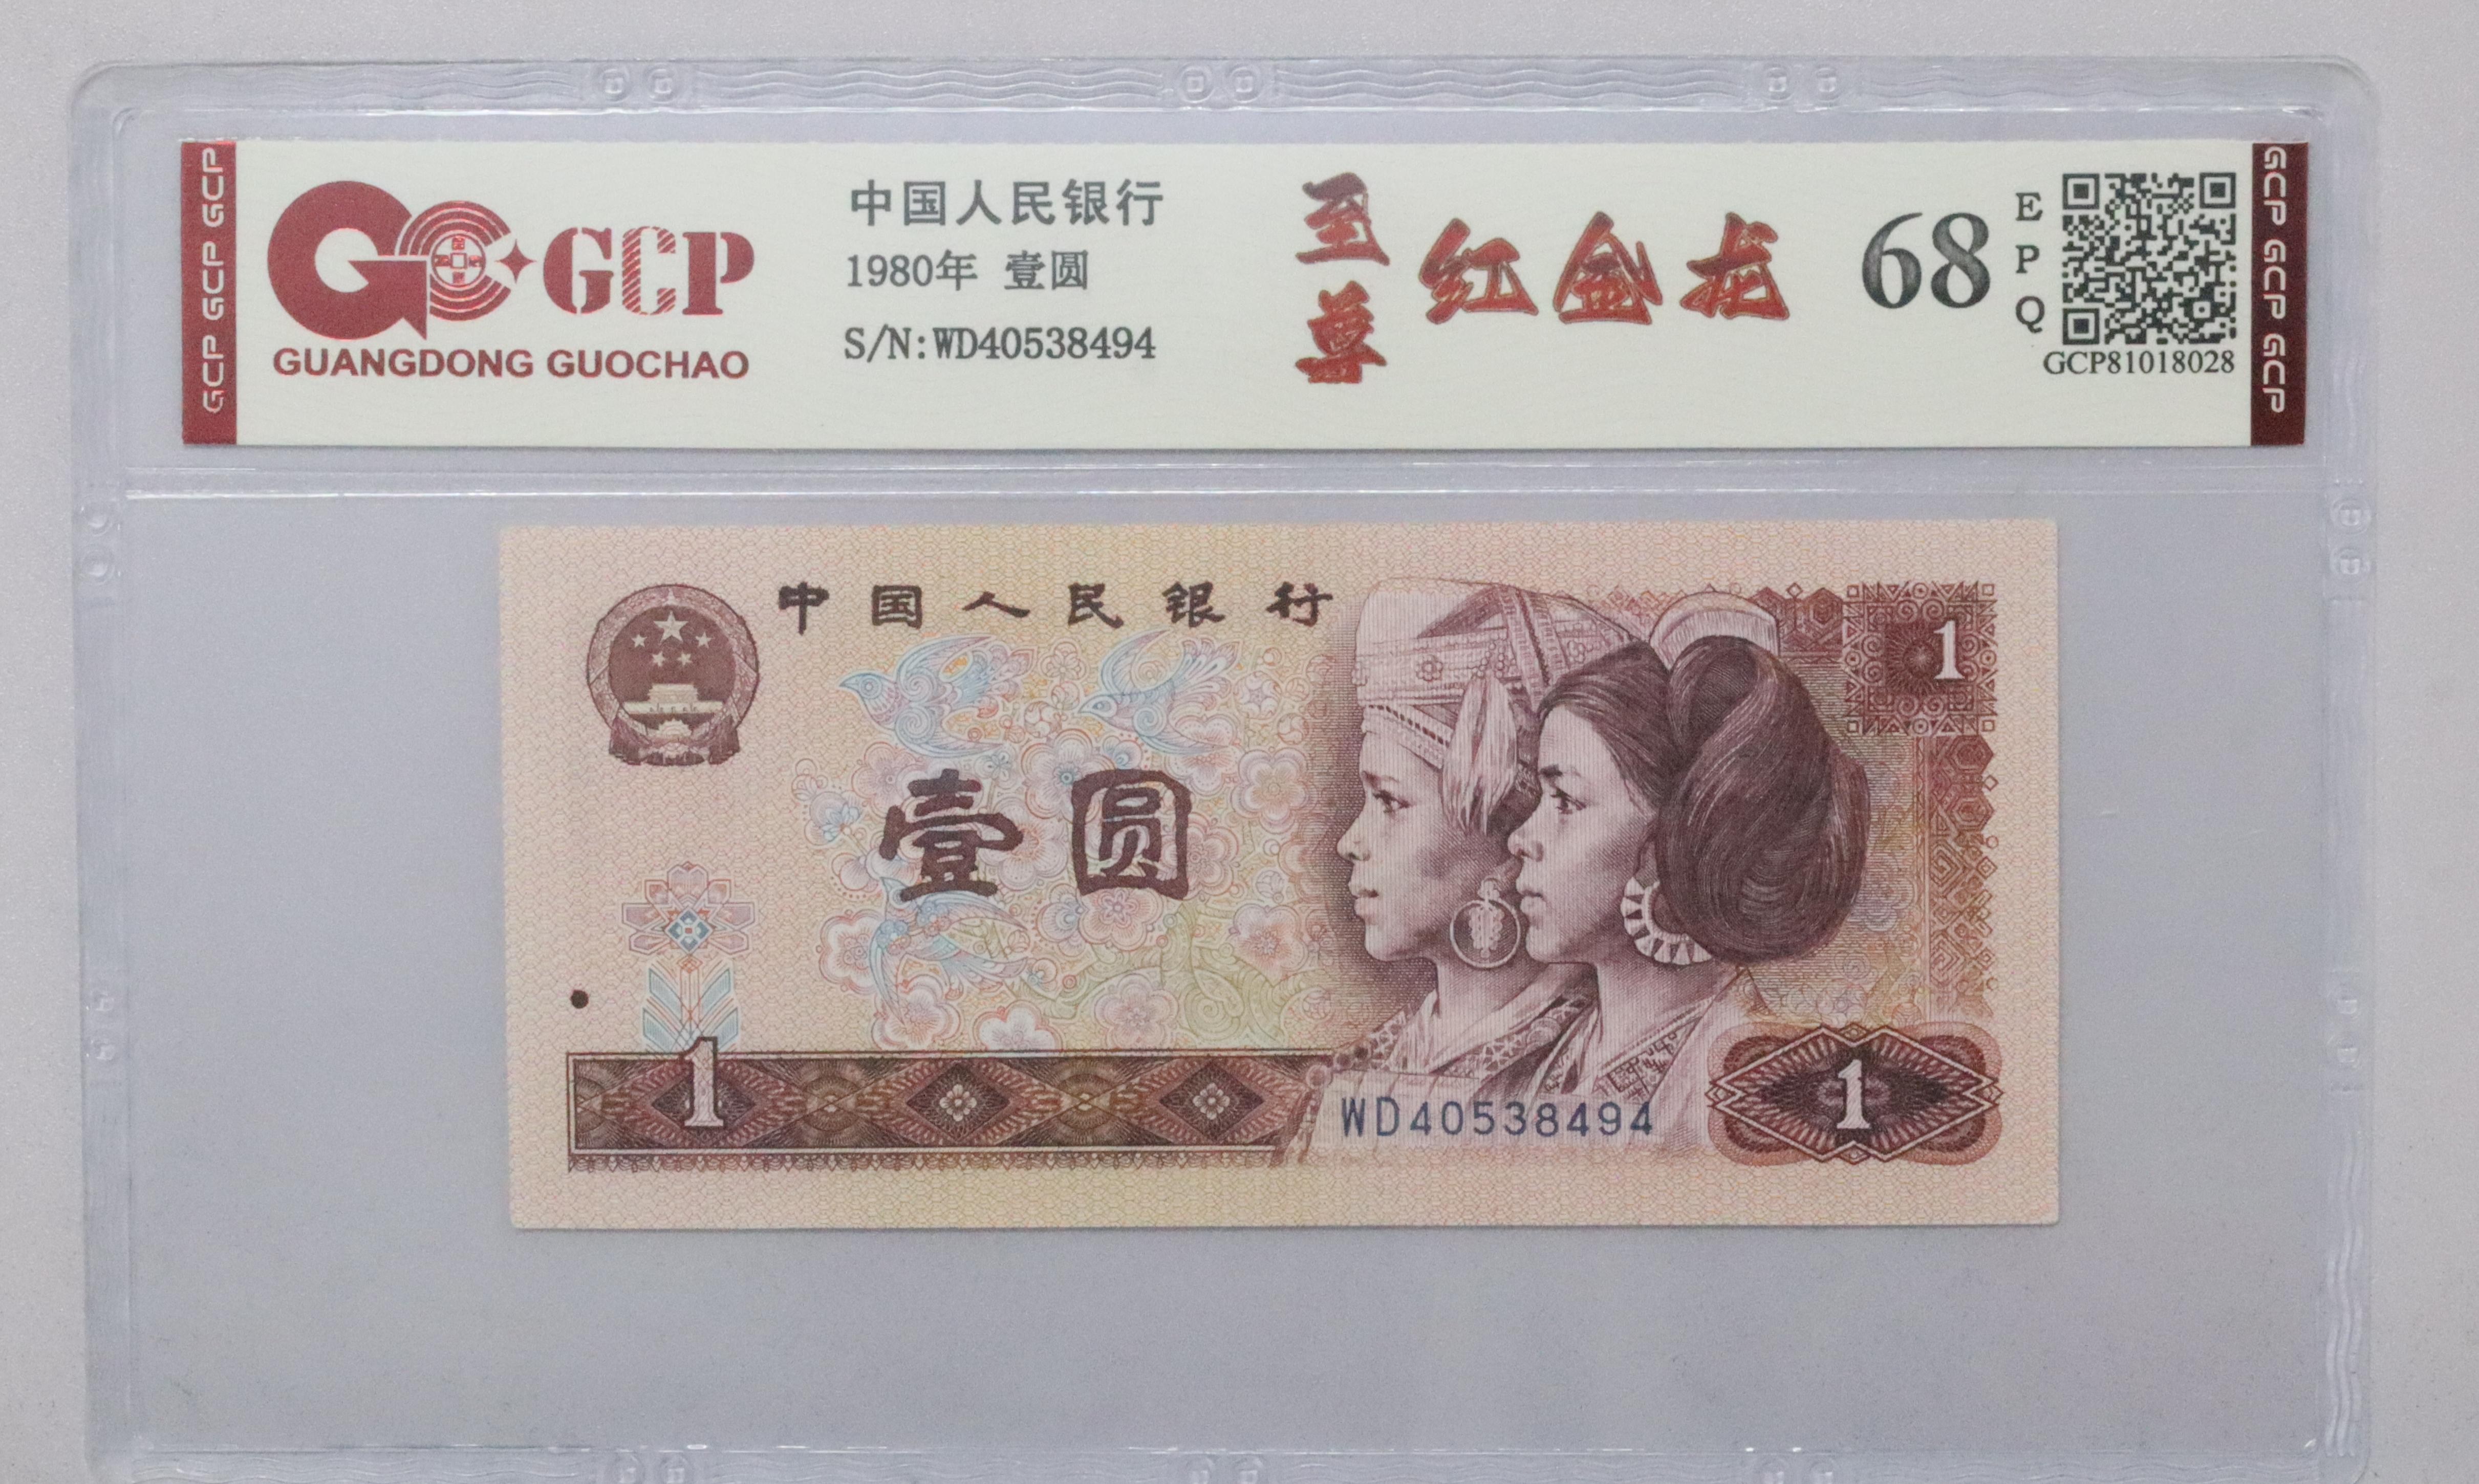 GCP GCP GCP
GCP
GUANGDONG GUOCHAO
中国人民银行
1980年 壹圆
S/N:WD40538494
至尊
红金龙
68
EPQ
GCP81018028
GCP GCP GCP
中国人民银行
1
壹圆
1
WD40538494
1